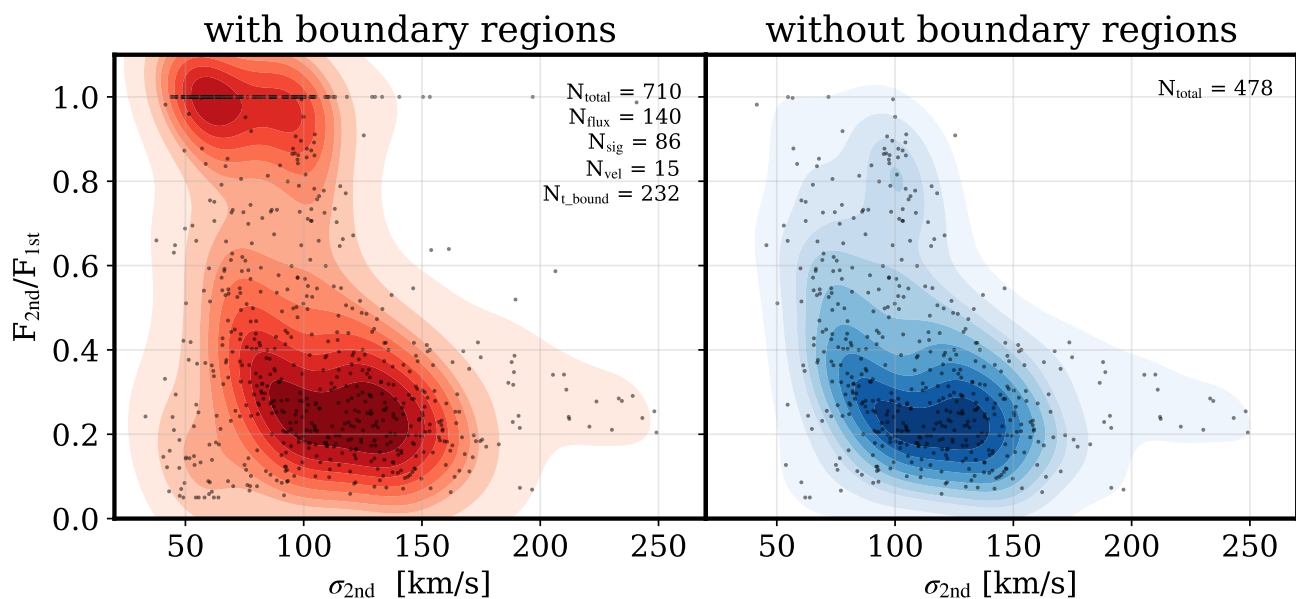 with boundary regions
without boundary regions
N_total = 710
N_flux = 140
N_sig = 86
N_vel = 15
N_t_bound = 232
N_total = 478
F_2nd/F_1st
1.0
0.8
0.6
0.4
0.2
0.0
50 100 150 200 250
50 100 150 200 250
σ_2nd [km/s]
σ_2nd [km/s]